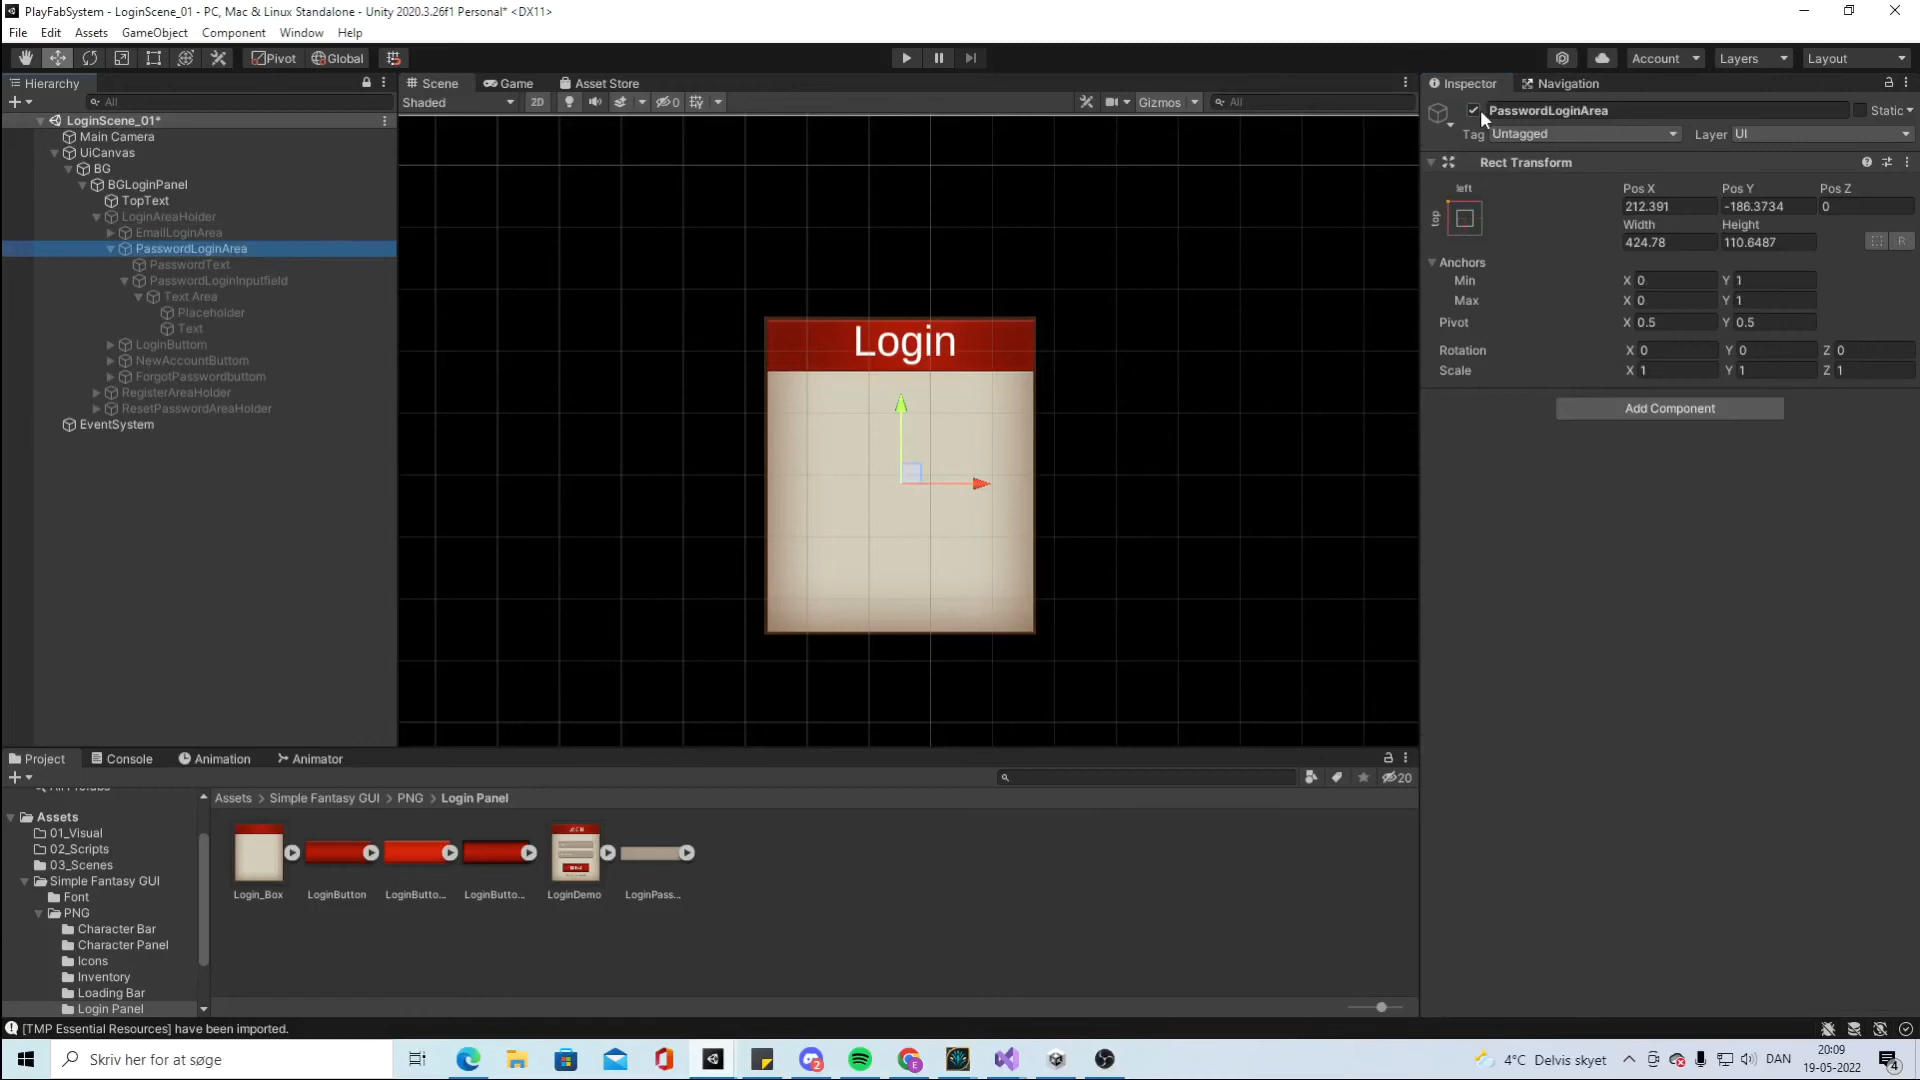 PlayFabSystem - LoginScene_01 - PC, Mac & Linux Standalone - Unity 2020.3.26f1 Personal* <DX11>
File Edit Assets GameObject Component Window Help
Pivot Global Account Layers Layout
Hierarchy
All
LoginScene_01*
Main Camera
UiCanvas
BG
BGLoginPanel
TopText
LoginAreaHolder
EmailLoginArea
PasswordLoginArea
PasswordText
PasswordLoginInputfield
Text Area
Placeholder
Text
LoginButtom
NewAccountButtom
ForgotPasswordbuttom
RegisterAreaHolder
ResetPasswordAreaHolder
EventSystem
Scene Game Asset Store
Shaded 2D 0 Gizmos All
Login
Inspector Navigation
PasswordLoginArea Static
Tag Untagged Layer UI
Rect Transform
left
top
Pos X Pos Y Pos Z
212.391 -186.3734 0
Width Height
424.78 110.6487
R
Anchors
Min X 0 Y 1
Max X 0 Y 1
Pivot X 0.5 Y 0.5
Rotation X 0 Y 0 Z 0
Scale X 1 Y 1 Z 1
Add Component
Project Console Animation Animator
20
Assets
01_Visual
02_Scripts
03_Scenes
Simple Fantasy GUI
Font
PNG
Character Bar
Character Panel
Icons
Inventory
Loading Bar
Login Panel
Assets > Simple Fantasy GUI > PNG > Login Panel
Login_Box LoginButton LoginButto... LoginButto... LoginDemo LoginPass...
[TMP Essential Resources] have been imported.
Skriv her for at søge
2
4°C Delvis skyet
DAN
20:09
19-05-2022
4